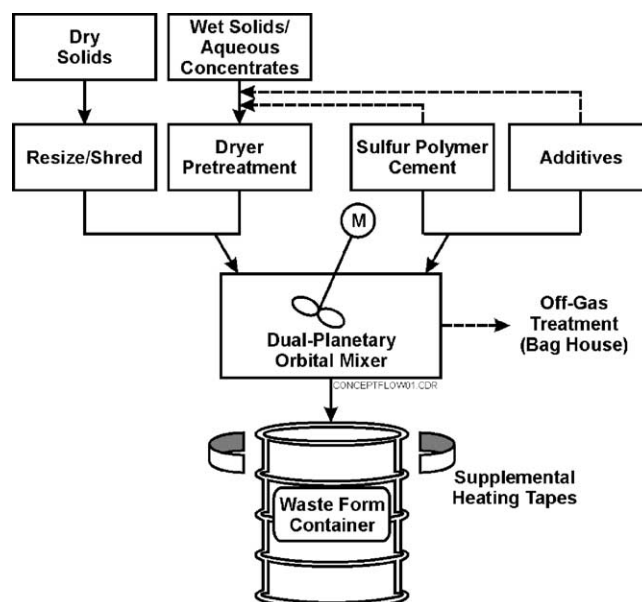 Dry
Solids
Wet Solids/
Aqueous
Concentrates
Resize/Shred
Dryer
Pretreatment
Sulfur Polymer
Cement
Additives
M
Dual-Planetary
Orbital Mixer
Off-Gas
Treatment
(Bag House)
CONCEPTFLOW01.CDR
Supplemental
Heating Tapes
Waste Form
Container